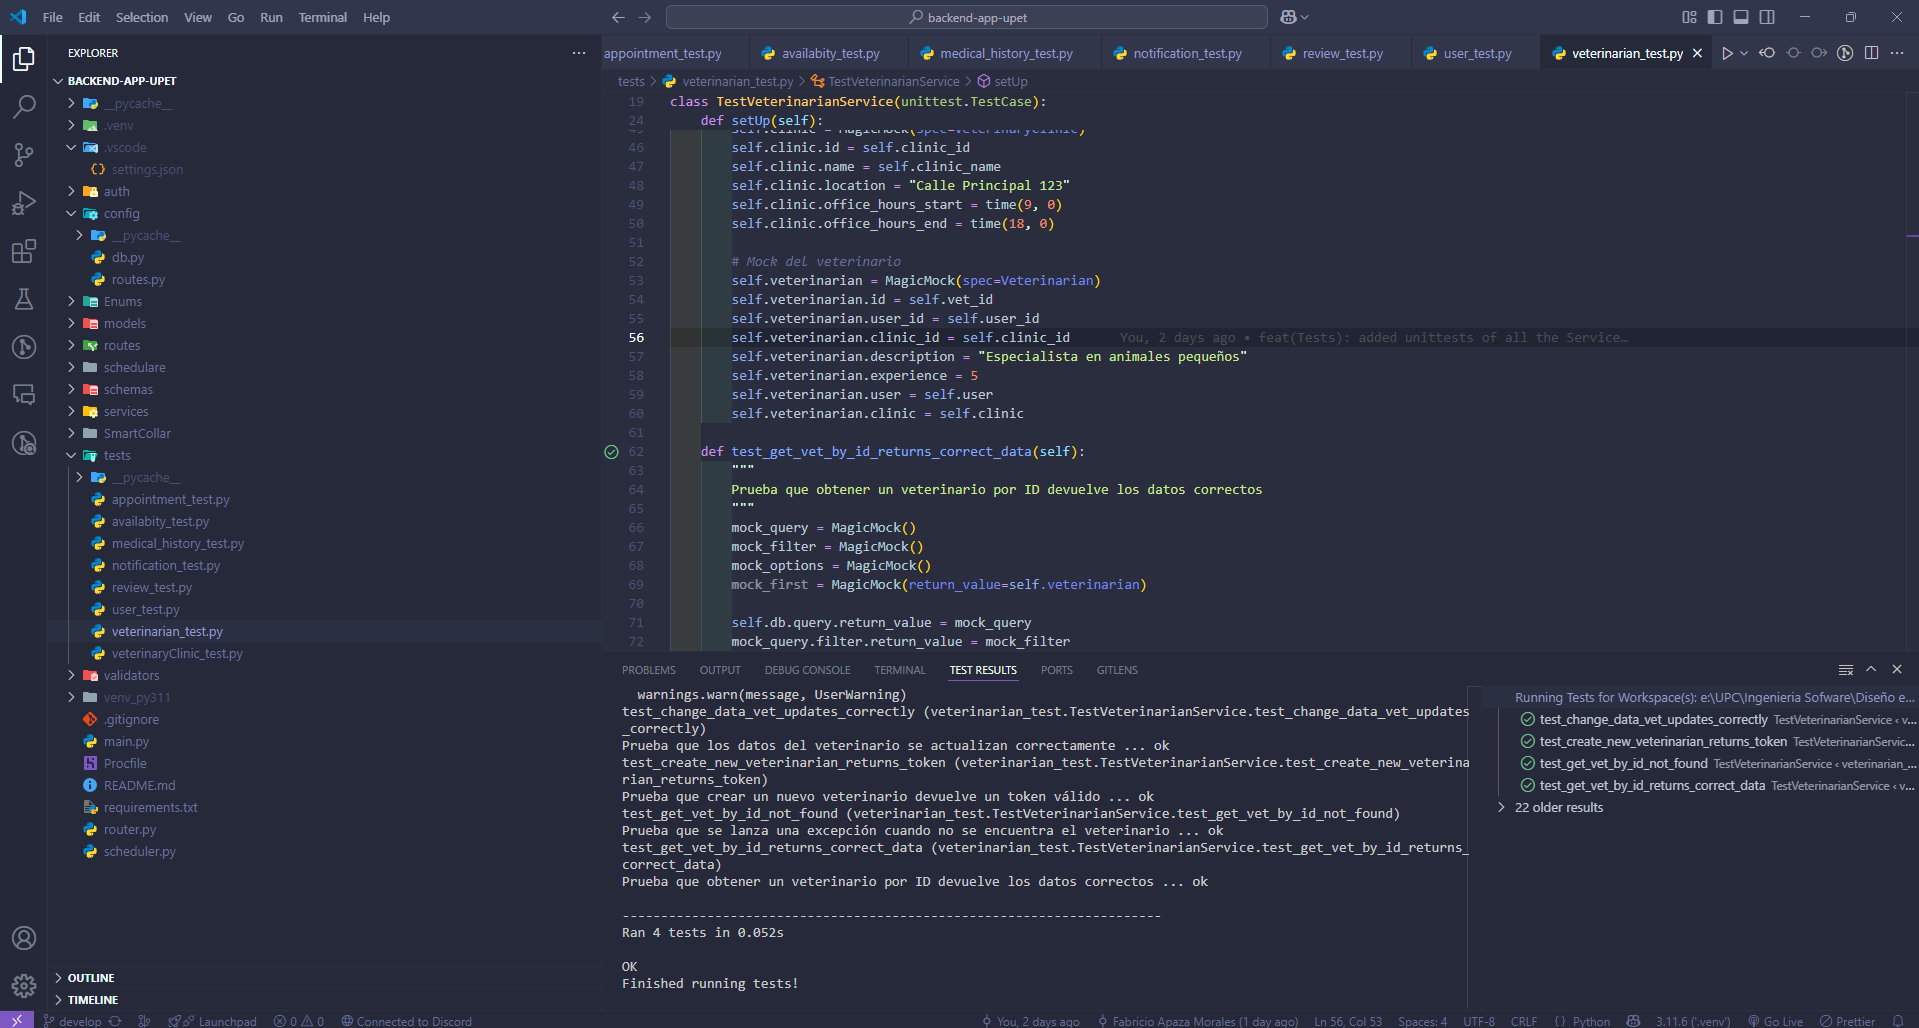 File Edit Selection View Go Run Terminal Help
backend-app-upet
EXPLORER
BACKEND-APP-UPET
__pycache__
.venv
.vscode
settings.json
auth
config
__pycache__
db.py
routes.py
Enums
models
routes
schedulare
schemas
services
SmartCollar
tests
__pycache__
appointment_test.py
availabity_test.py
medical_history_test.py
notification_test.py
review_test.py
user_test.py
veterinarian_test.py
veterinaryClinic_test.py
validators
venv_py311
.gitignore
main.py
Procfile
README.md
requirements.txt
router.py
scheduler.py
OUTLINE
TIMELINE
appointment_test.py availabity_test.py medical_history_test.py notification_test.py review_test.py user_test.py veterinarian_test.py
tests > veterinarian_test.py > TestVeterinarianService > setUp
19 class TestVeterinarianService(unittest.TestCase):
24 def setUp(self):
45 self.clinic = MagicMock(spec=VeterinaryClinic)
46 self.clinic.id = self.clinic_id
47 self.clinic.name = self.clinic_name
48 self.clinic.location = "Calle Principal 123"
49 self.clinic.office_hours_start = time(9, 0)
50 self.clinic.office_hours_end = time(18, 0)
51
52 # Mock del veterinario
53 self.veterinarian = MagicMock(spec=Veterinarian)
54 self.veterinarian.id = self.vet_id
55 self.veterinarian.user_id = self.user_id
56 self.veterinarian.clinic_id = self.clinic_id You, 2 days ago • feat(Tests): added unittests of all the Service…
57 self.veterinarian.description = "Especialista en animales pequeños"
58 self.veterinarian.experience = 5
59 self.veterinarian.user = self.user
60 self.veterinarian.clinic = self.clinic
61
62 def test_get_vet_by_id_returns_correct_data(self):
63 """
64 Prueba que obtener un veterinario por ID devuelve los datos correctos
65 """
66 mock_query = MagicMock()
67 mock_filter = MagicMock()
68 mock_options = MagicMock()
69 mock_first = MagicMock(return_value=self.veterinarian)
70
71 self.db.query.return_value = mock_query
72 mock_query.filter.return_value = mock_filter
PROBLEMS OUTPUT DEBUG CONSOLE TERMINAL TEST RESULTS PORTS GITLENS
warnings.warn(message, UserWarning)
test_change_data_vet_updates_correctly (veterinarian_test.TestVeterinarianService.test_change_data_vet_updates
_correctly)
Prueba que los datos del veterinario se actualizan correctamente ... ok
test_create_new_veterinarian_returns_token (veterinarian_test.TestVeterinarianService.test_create_new_veterina
rian_returns_token)
Prueba que crear un nuevo veterinario devuelve un token válido ... ok
test_get_vet_by_id_not_found (veterinarian_test.TestVeterinarianService.test_get_vet_by_id_not_found)
Prueba que se lanza una excepción cuando no se encuentra el veterinario ... ok
test_get_vet_by_id_returns_correct_data (veterinarian_test.TestVeterinarianService.test_get_vet_by_id_returns_
correct_data)
Prueba que obtener un veterinario por ID devuelve los datos correctos ... ok
----------------------------------------------------------------------
Ran 4 tests in 0.052s
OK
Finished running tests!
Running Tests for Workspace(s): e:\UPC\Ingenieria Sofware\Diseño e...
test_change_data_vet_updates_correctly TestVeterinarianService ‹ v...
test_create_new_veterinarian_returns_token TestVeterinarianServic...
test_get_vet_by_id_not_found TestVeterinarianService ‹ veterinarian_...
test_get_vet_by_id_returns_correct_data TestVeterinarianService ‹ v...
22 older results
develop Launchpad 0 0 Connected to Discord You, 2 days ago Fabricio Apaza Morales (1 day ago) Ln 56, Col 53 Spaces: 4 UTF-8 CRLF { } Python 3.11.6 ('.venv') Go Live Prettier